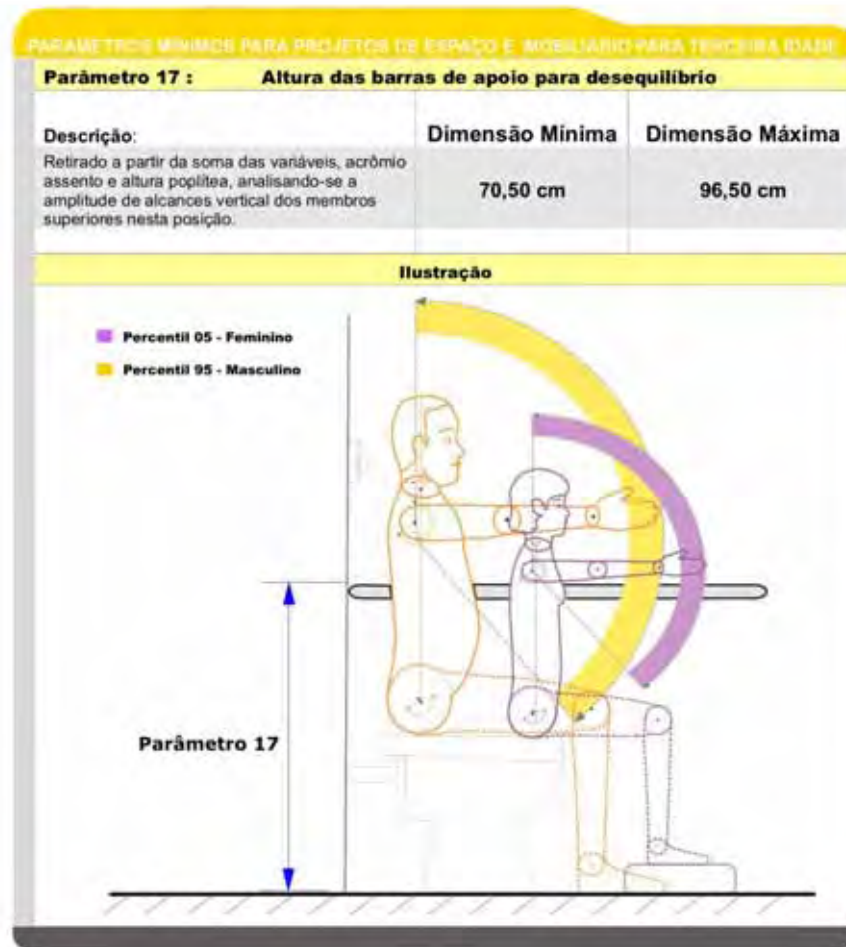 PARÂMETROS MÍNIMOS PARA PROJETOS DE ESPAÇO E MOBILIÁRIO PARA TERCEIRA IDADE
Parâmetro 17 : Altura das barras de apoio para desequilíbrio
Descrição: Dimensão Mínima Dimensão Máxima
Retirado a partir da soma das variáveis, acrômio
assento e altura poplítea, analisando-se a
amplitude de alcances vertical dos membros
superiores nesta posição.
70,50 cm 96,50 cm
Ilustração
Percentil 05 - Feminino
Percentil 95 - Masculino
Parâmetro 17